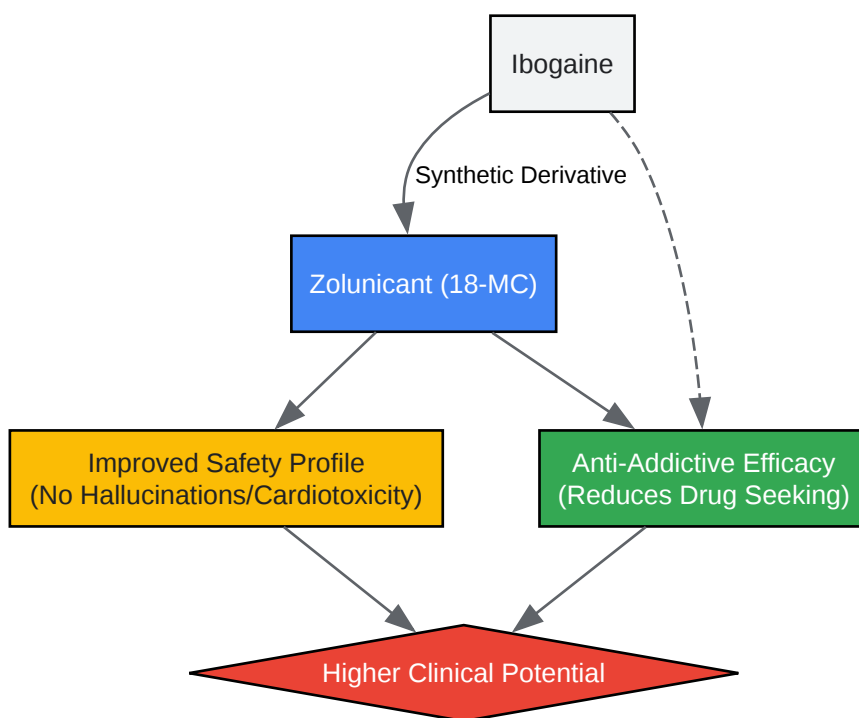 Ibogaine
Synthetic Derivative
Zolunicant (18-MC)
Improved Safety Profile
(No Hallucinations/Cardiotoxicity)
Anti-Addictive Efficacy
(Reduces Drug Seeking)
Higher Clinical Potential